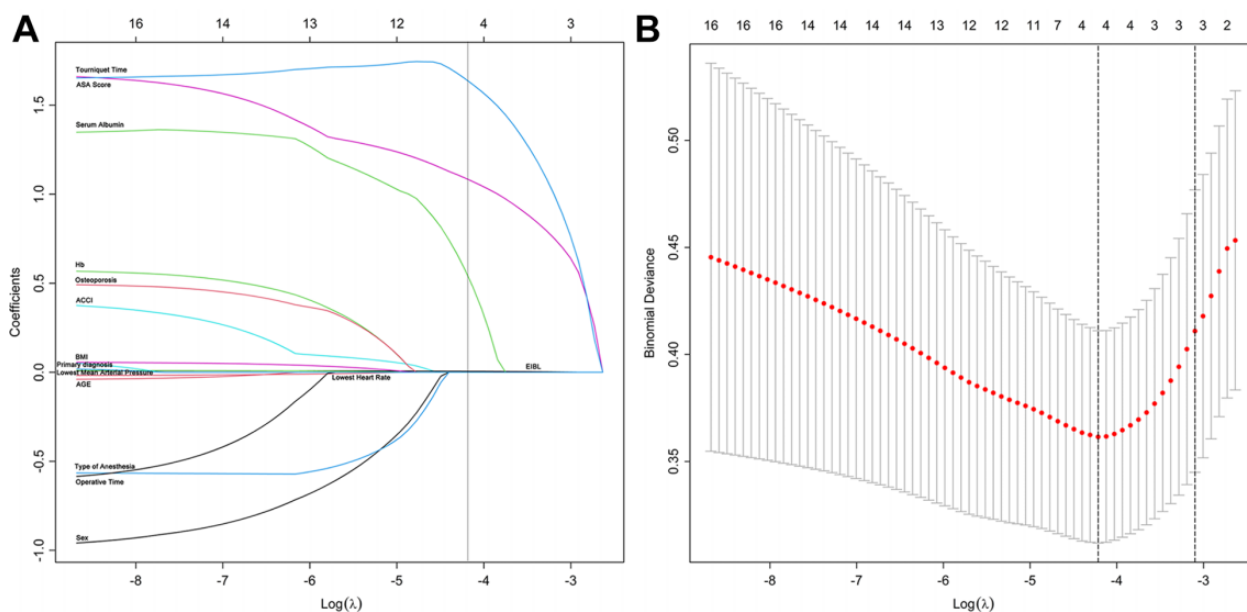 A
16 14 13 12 4 3
Tourniquet Time
ASA Score
Serum Albumin
Hb
Osteoporosis
ACCI
BMI
Primary diagnosis
Lowest Mean Arterial Pressure
AGE
Lowest Heart Rate
EIBL
Type of Anesthesia
Operative Time
Sex
Coefficients
1.5
1.0
0.5
0.0
-0.5
-1.0
-8 -7 -6 -5 -4 -3
Log(λ)
B
16 16 16 14 14 14 14 13 12 12 11 7 4 4 4 3 3 3 2
Binomial Deviance
0.50
0.45
0.40
0.35
-8 -7 -6 -5 -4 -3
Log(λ)